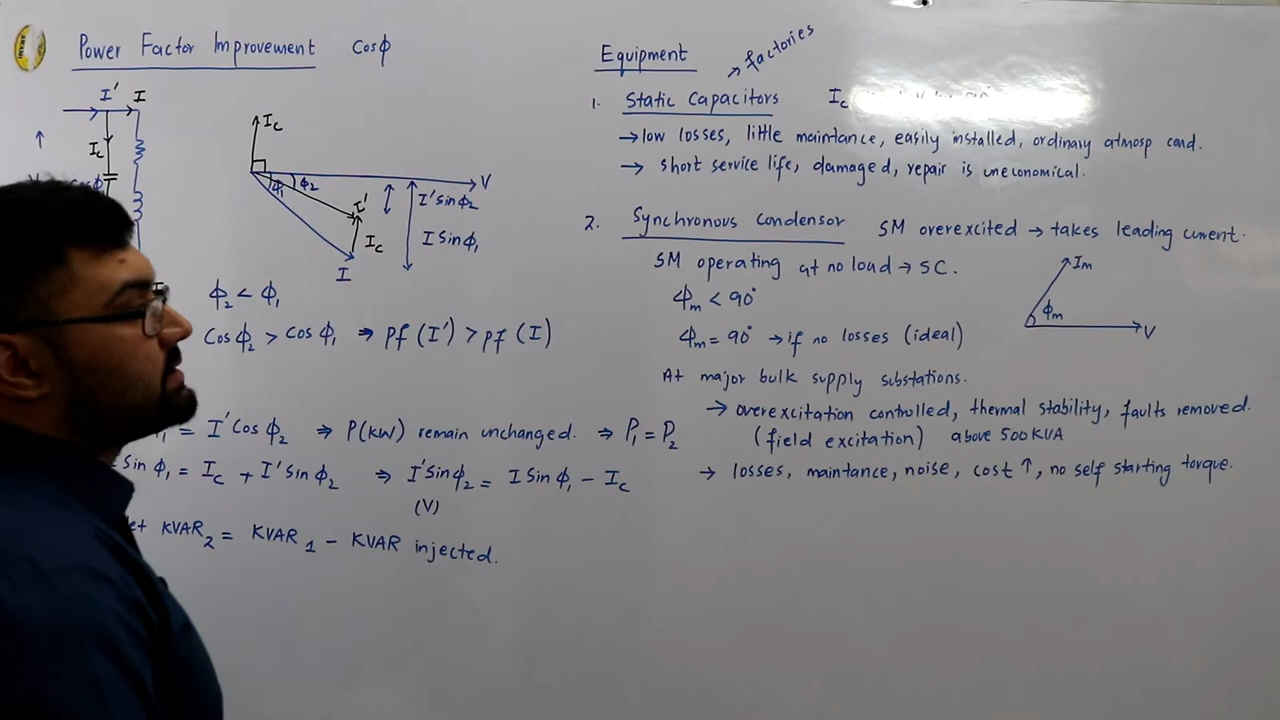 Power Factor Improvement Cosϕ
I' I
Ic
Ic
ϕ1 ϕ2 I' I'Sinϕ2 V
Ic I Sinϕ1
I
ϕ2 < ϕ1
Cosϕ2 > Cosϕ1 ⇒ Pf (I') > Pf (I)
= I'Cosϕ2 ⇒ P(KW) remain unchanged. ⇒ P1 = P2
Sinϕ1 = Ic + I'Sinϕ2 ⇒ I'Sinϕ2 = I Sinϕ1 - Ic
(V)
KVAR2 = KVAR1 - KVAR injected.
Equipment
→ factories
1. Static Capacitors Ic
→ low losses, little maintance, easily installed, ordinary atmosp cond.
→ short service life, damaged, repair is uneconomical.
2. Synchronous Condensor SM overexcited → takes leading current.
SM operating at no load → SC.
ϕm < 90°
ϕm = 90° → if no losses (ideal)
Im
ϕm
V
At major bulk supply substations.
→ overexcitation controlled, thermal stability, faults removed.
(field excitation) above 500KVA
→ losses, maintance, noise, cost ↑, no self starting torque.